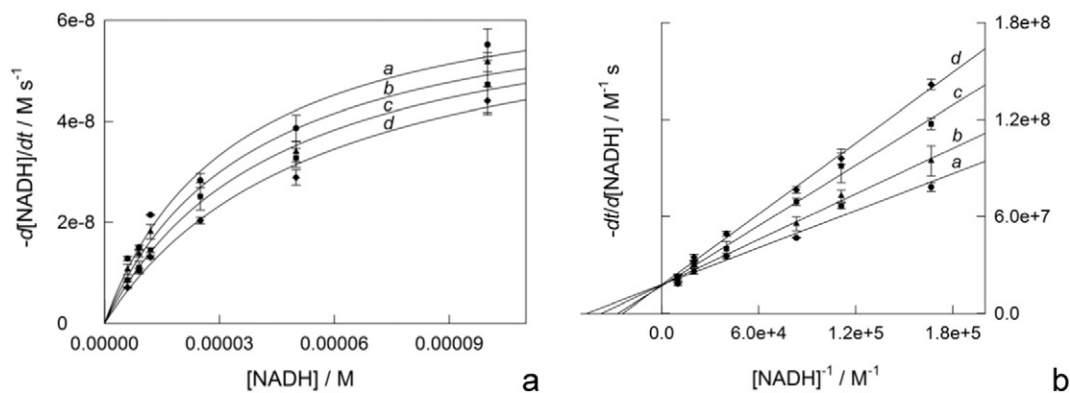 6e-8
4e-8
2e-8
0
-d[NADH]/dt / M s⁻¹
a
b
c
d
0.00000 0.00003 0.00006 0.00009
[NADH] / M
a
1.8e+8
1.2e+8
6.0e+7
0.0
-dt/d[NADH] / M⁻¹ s
d
c
b
a
0.0 6.0e+4 1.2e+5 1.8e+5
[NADH]⁻¹ / M⁻¹
b